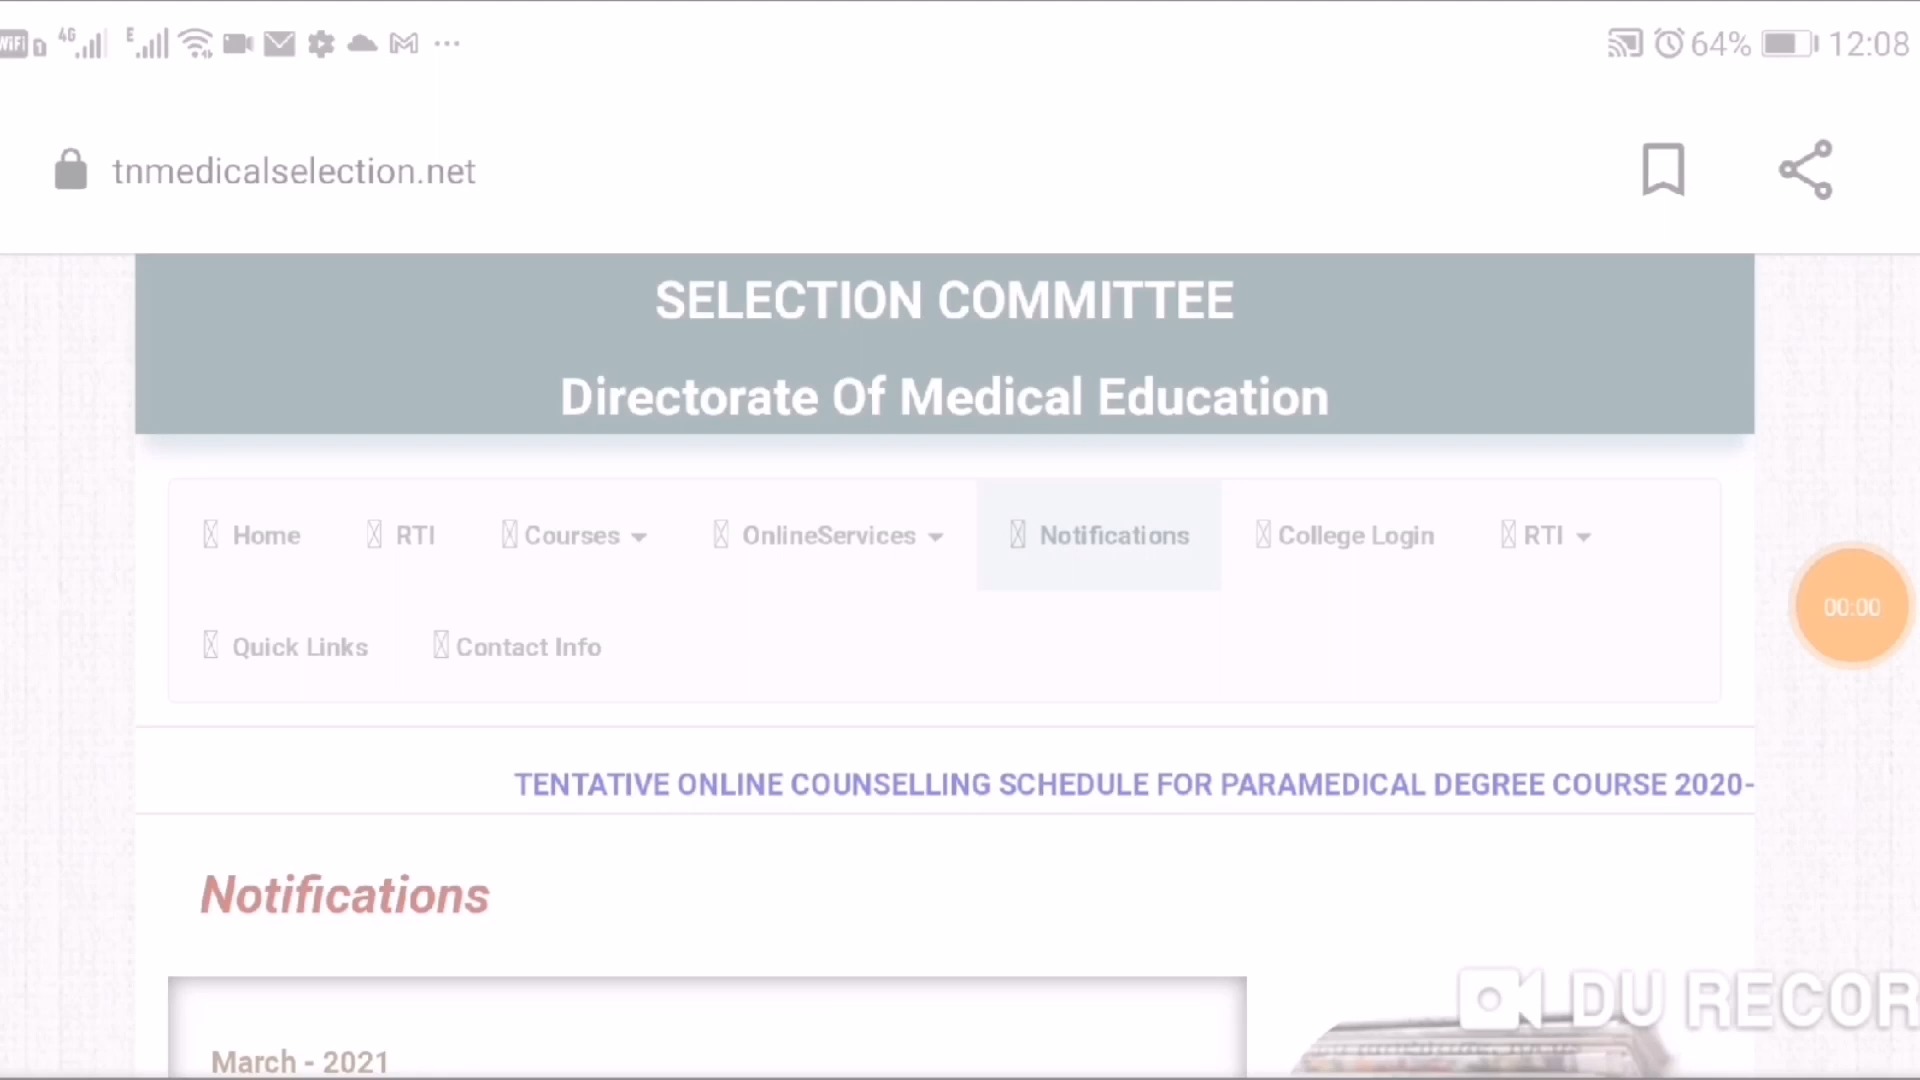 WiFi 4G E 64% 12:08
tnmedicalselection.net
SELECTION COMMITTEE
Directorate Of Medical Education
Home RTI Courses OnlineServices Notifications College Login RTI
00:00
Quick Links Contact Info
TENTATIVE ONLINE COUNSELLING SCHEDULE FOR PARAMEDICAL DEGREE COURSE 2020-
Notifications
DU RECOR
March - 2021